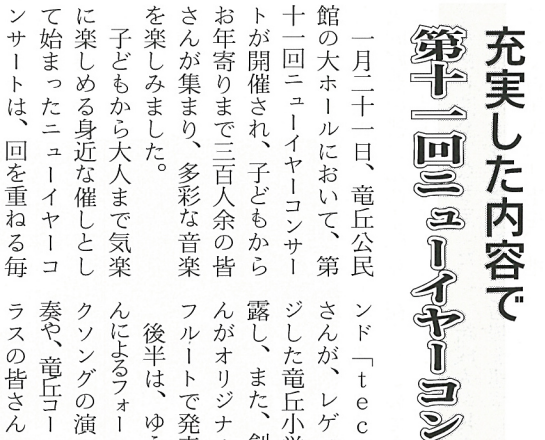 充実した内容で
第十一回ニューイヤーコン
一月二十一日、竜丘公民
館の大ホールにおいて、第
十一回ニューイヤーコンサー
トが開催され、子どもから
お年寄りまで三百人余の皆
さんが集まり、多彩な音楽
を楽しみました。
子どもから大人まで気楽
に楽しめる身近な催しとし
て始まったニューイヤーコ
ンサートは、回を重ねる毎
ンド「tec
さんが、レゲ
ジした竜丘小学
露し、また、創
んがオリジナ
フルートで発表
後半は、ゆ
んによるフォー
クソングの演
奏や、竜丘コー
ラスの皆さん